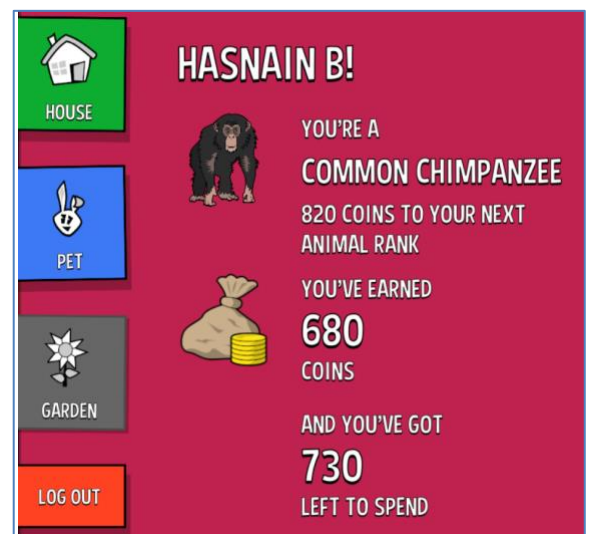 HOUSE
PET
GARDEN
LOG OUT
HASNAIN B!
YOU'RE A
COMMON CHIMPANZEE
820 COINS TO YOUR NEXT
ANIMAL RANK
YOU'VE EARNED
680
COINS
AND YOU'VE GOT
730
LEFT TO SPEND